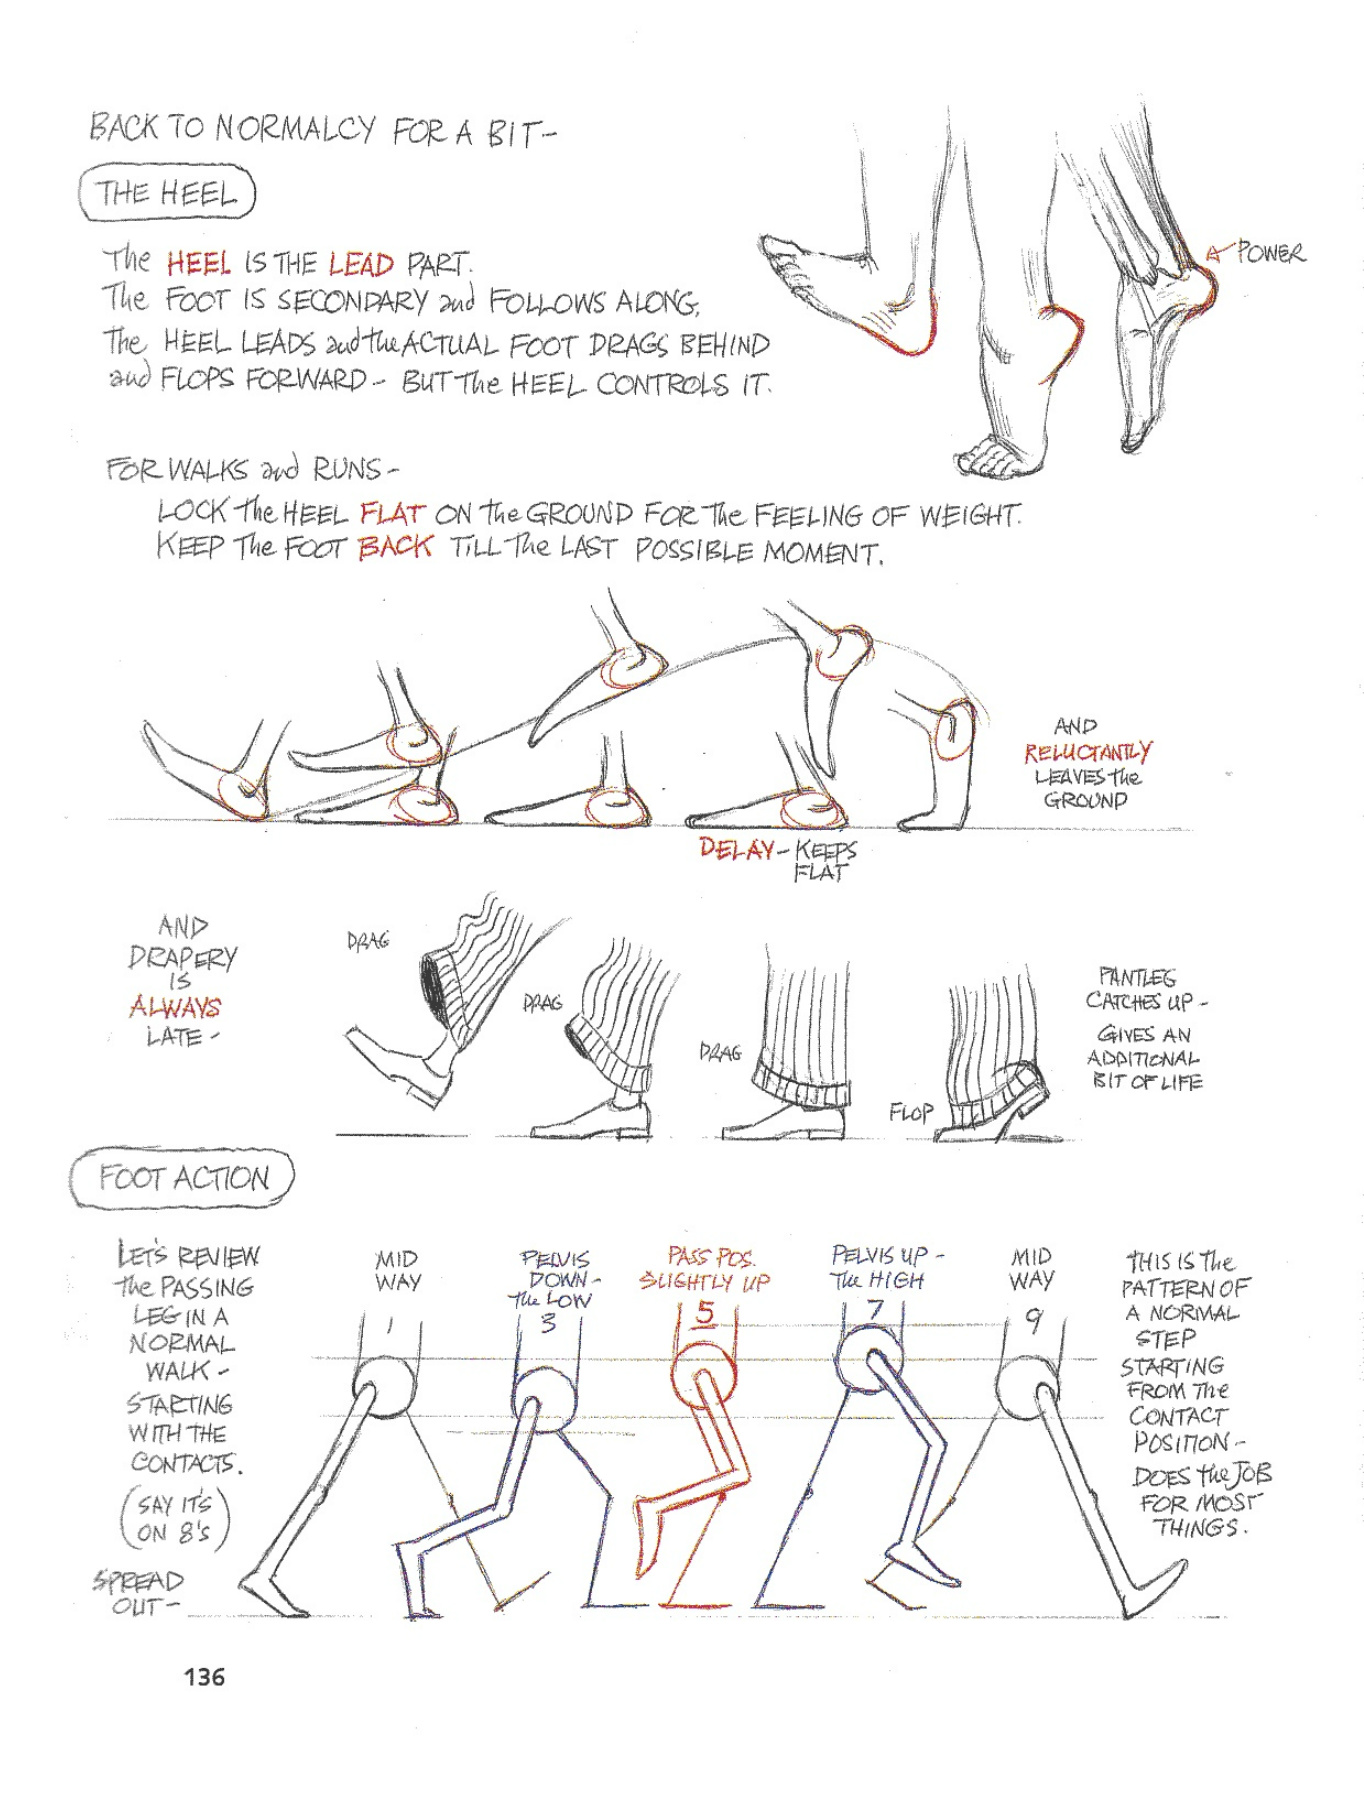 BACK TO NORMALCY FOR A BIT-
THE HEEL
The HEEL IS THE LEAD PART.
The FOOT IS SECONDARY and FOLLOWS ALONG,
The HEEL LEADS and the ACTUAL FOOT DRAGS BEHIND
and FLOPS FORWARD - BUT The HEEL CONTROLS IT.
POWER
FOR WALKS and RUNS-
LOCK the HEEL FLAT ON the GROUND FOR The FEELING OF WEIGHT.
KEEP The FOOT BACK TILL The LAST POSSIBLE MOMENT.
AND
RELUCTANTLY
LEAVES the
GROUND
DELAY - KEEPS
FLAT
AND
DRAPERY
IS
ALWAYS
LATE -
DRAG
DRAG
DRAG
FLOP
PANTLEG
CATCHES UP -
GIVES AN
ADDITIONAL
BIT OF LIFE
FOOT ACTION
LET'S REVIEW
the PASSING
LEG IN A
NORMAL
WALK -
STARTING
WITH THE
CONTACTS.
(SAY IT'S
ON 8's)
SPREAD
OUT -
MID
WAY
1
PELVIS
DOWN -
The LOW
3
PASS POS.
SLIGHTLY UP
5
PELVIS UP -
The HIGH
7
MID
WAY
9
THIS IS The
PATTERN OF
A NORMAL
STEP
STARTING
FROM The
CONTACT
POSITION -
DOES the JOB
FOR MOST
THINGS.
136